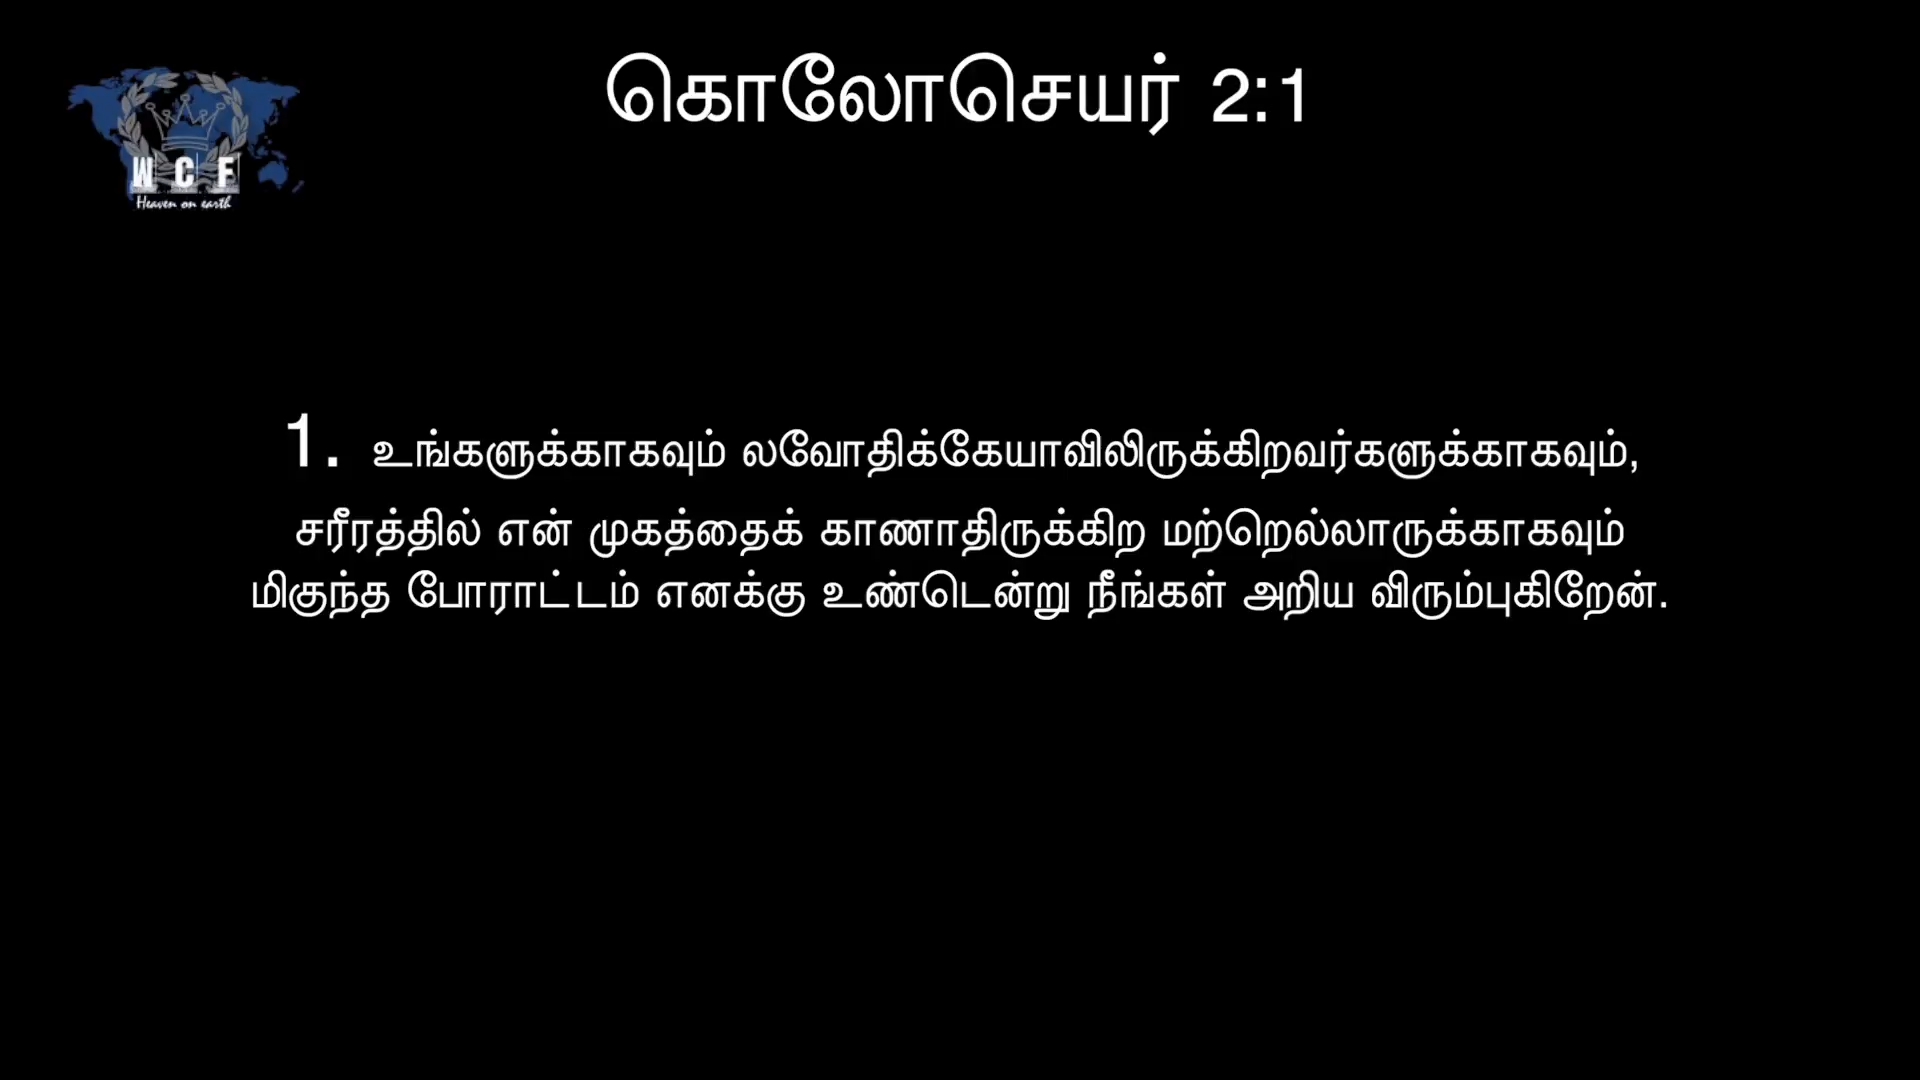 கொலோசெயர் 2:1
W C F
Heaven on earth
1. உங்களுக்காகவும் லவோதிக்கேயாவிலிருக்கிறவர்களுக்காகவும்,
சரீரத்தில் என் முகத்தைக் காணாதிருக்கிற மற்றெல்லாருக்காகவும்
மிகுந்த போராட்டம் எனக்கு உண்டென்று நீங்கள் அறிய விரும்புகிறேன்.